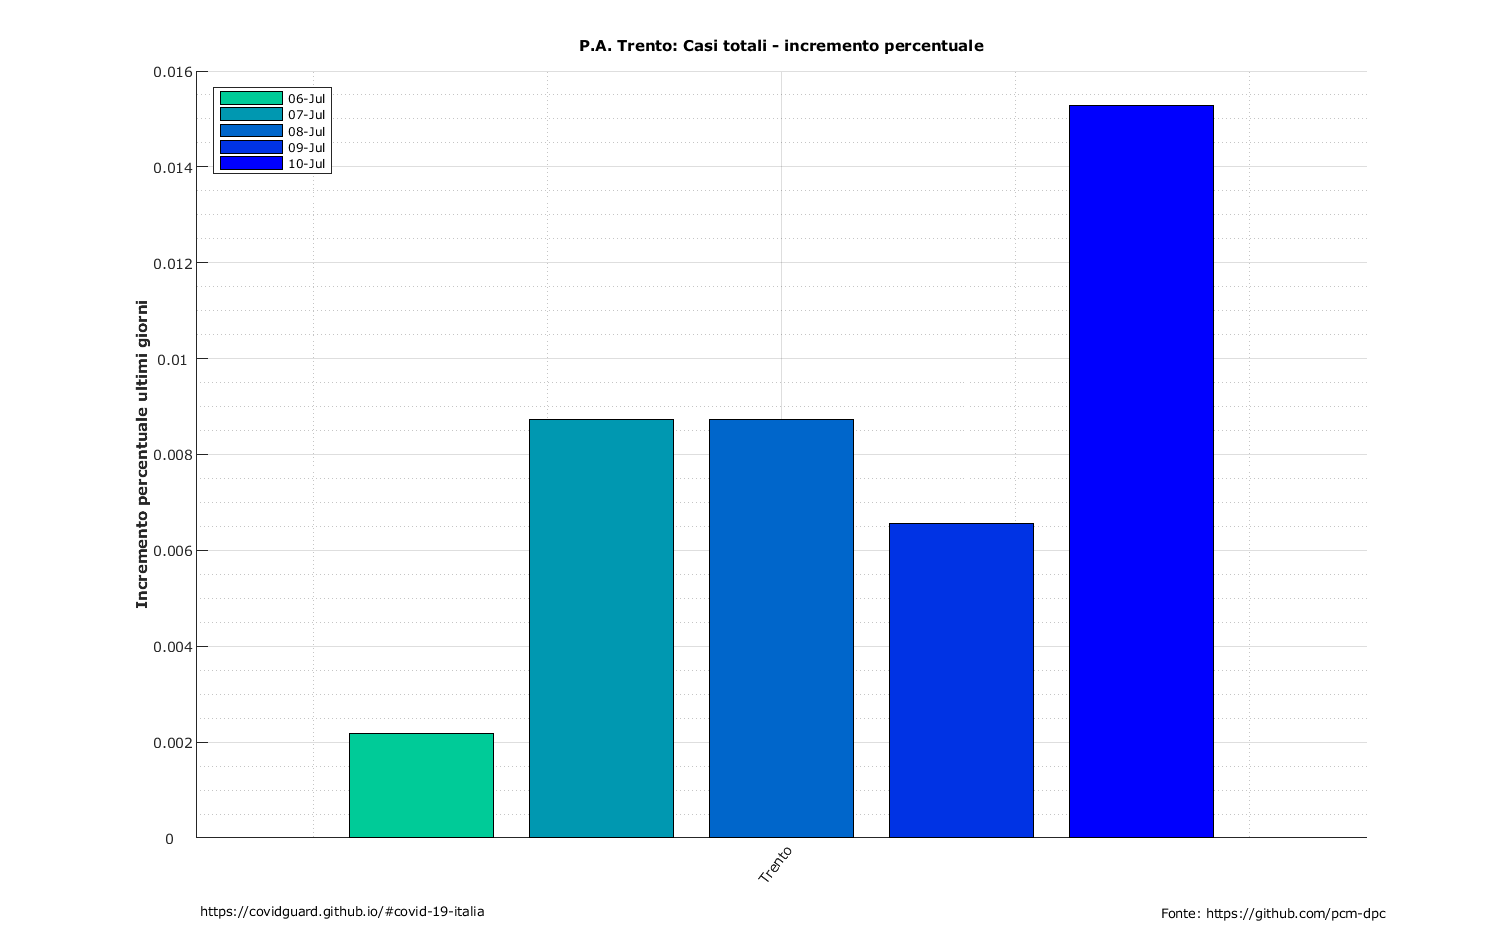 P.A. Trento: Casi totali - incremento percentuale
0.016
0.014
0.012
0.01
0.008
0.006
0.004
0.002
0
Incremento percentuale ultimi giorni
06-Jul
07-Jul
08-Jul
09-Jul
10-Jul
Trento
https://covidguard.github.io/#covid-19-italia
Fonte: https://github.com/pcm-dpc